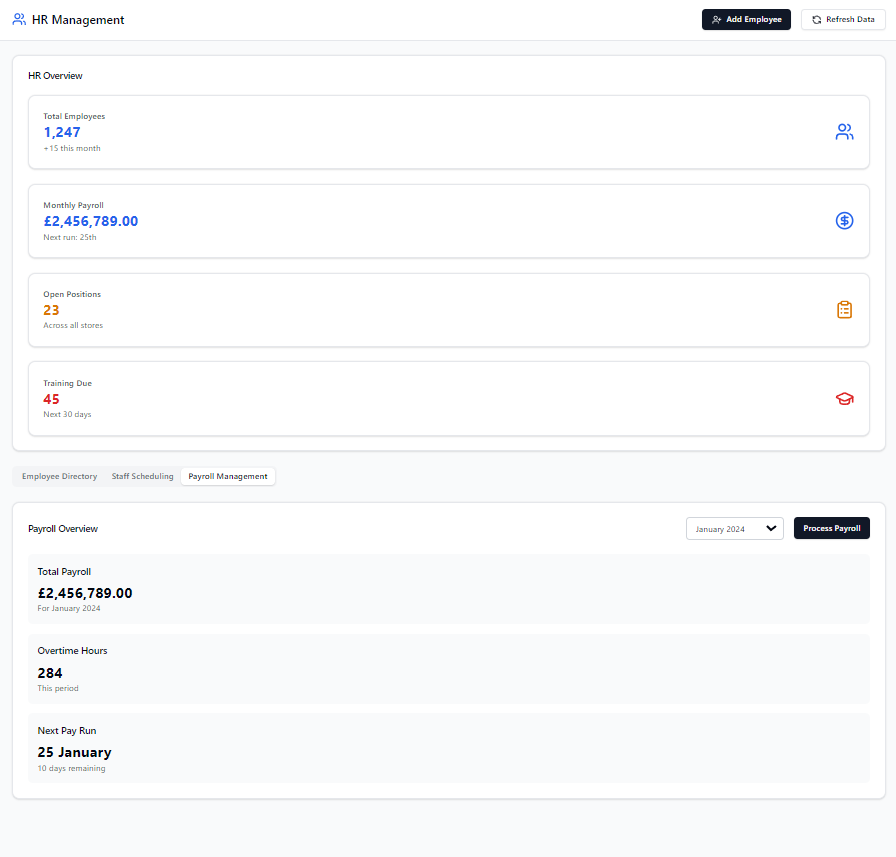 HR Management
Add Employee
Refresh Data
HR Overview
Total Employees
1,247
+15 this month
Monthly Payroll
£2,456,789.00
Next run: 25th
Open Positions
23
Across all stores
Training Due
45
Next 30 days
Employee Directory
Staff Scheduling
Payroll Management
Payroll Overview
January 2024
Process Payroll
Total Payroll
£2,456,789.00
For January 2024
Overtime Hours
284
This period
Next Pay Run
25 January
10 days remaining